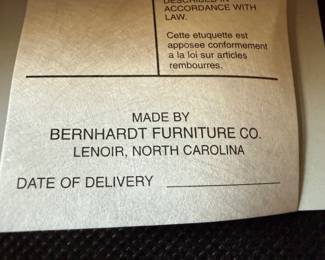 DESCRIBED IN
ACCORDANCE WITH
LAW.
Cette etuquette est
apposee conformement
a la loi sur articles
rembourres.
MADE BY
BERNHARDT FURNITURE CO.
LENOIR, NORTH CAROLINA
DATE OF DELIVERY